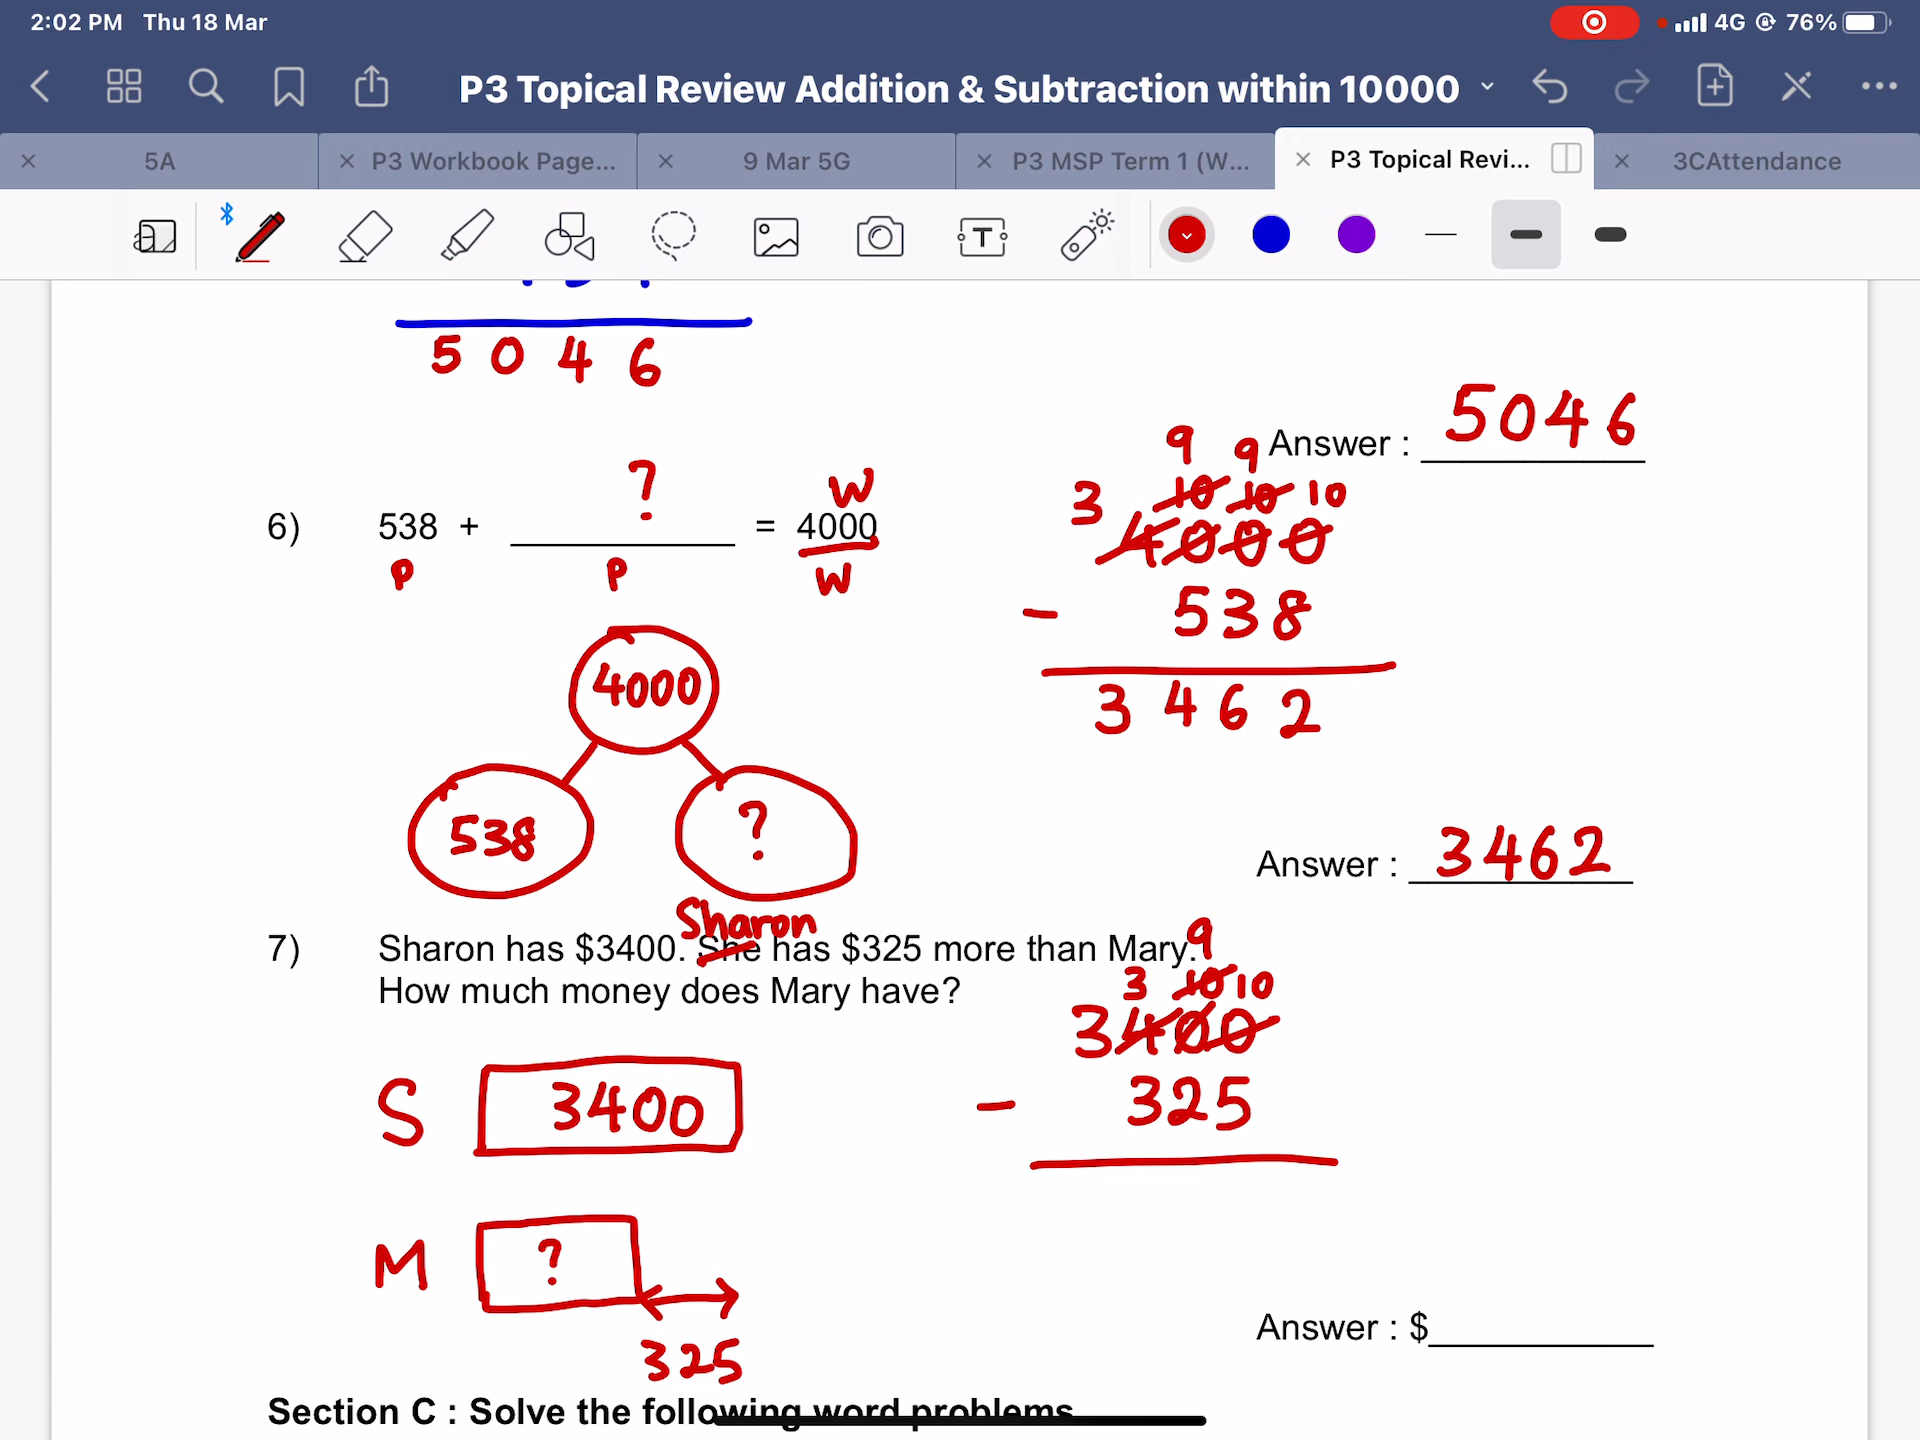 2:02 PM Thu 18 Mar 4G 76%
P3 Topical Review Addition & Subtraction within 10000
5A P3 Workbook Page... 9 Mar 5G P3 MSP Term 1 (W... P3 Topical Revi... 3CAttendance
5 0 4 6
Answer : 5046
6) 538 + ? = 4000
W
P P W
9 9
3 10 10 10
4000
- 538
3 4 6 2
4000
538 ?
Answer : 3462
Sharon
7) Sharon has $3400. She has $325 more than Mary.
How much money does Mary have?
9
3 10 10
3400
- 325
S 3400
M ?
325
Answer : $
Section C : Solve the following word problems